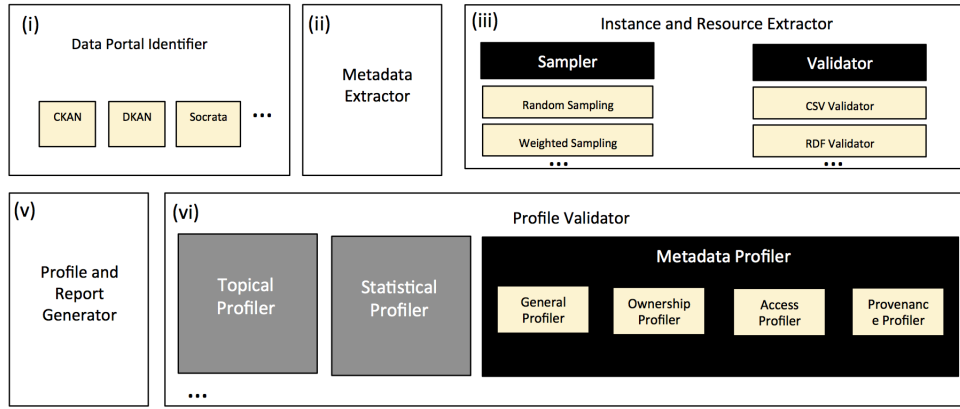 (i)
Data Portal Identifier
CKAN
DKAN
Socrata
...
(ii)
Metadata
Extractor
(iii)
Instance and Resource Extractor
Sampler
Random Sampling
Weighted Sampling
...
Validator
CSV Validator
RDF Validator
...
(v)
Profile and
Report
Generator
(vi)
Profile Validator
Topical
Profiler
...
Statistical
Profiler
Metadata Profiler
General
Profiler
Ownership
Profiler
Access
Profiler
Provenanc
e Profiler